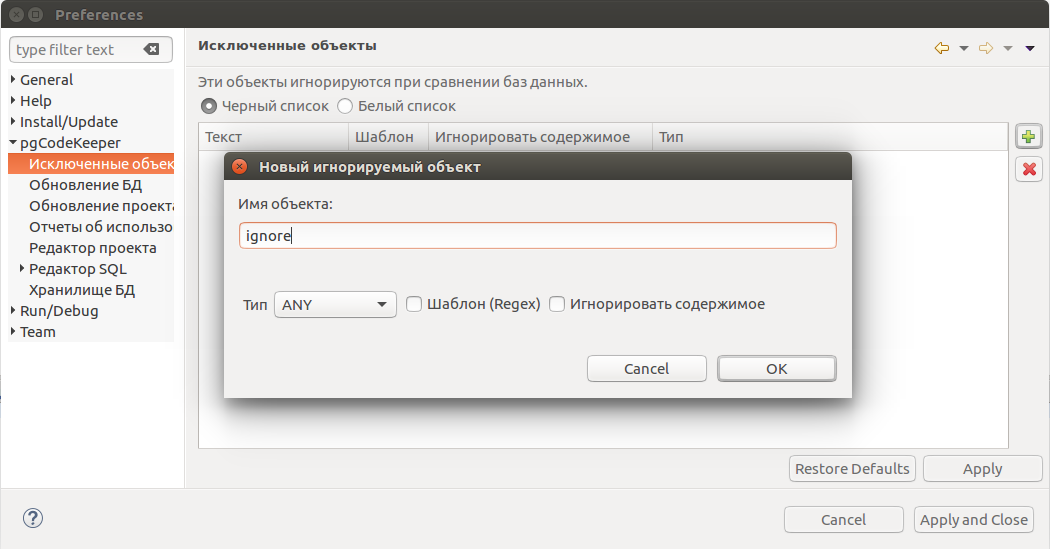 Preferences
type filter text
General
Help
Install/Update
pgCodeKeeper
Исключенные объек
Обновление БД
Обновление проекта
Отчеты об использо
Редактор проекта
Редактор SQL
Хранилище БД
Run/Debug
Team
Исключенные объекты
Эти объекты игнорируются при сравнении баз данных.
Черный список Белый список
Текст Шаблон Игнорировать содержимое Тип
Новый игнорируемый объект
Имя объекта:
ignore
Тип ANY Шаблон (Regex) Игнорировать содержимое
Cancel OK
Restore Defaults Apply
? Cancel Apply and Close